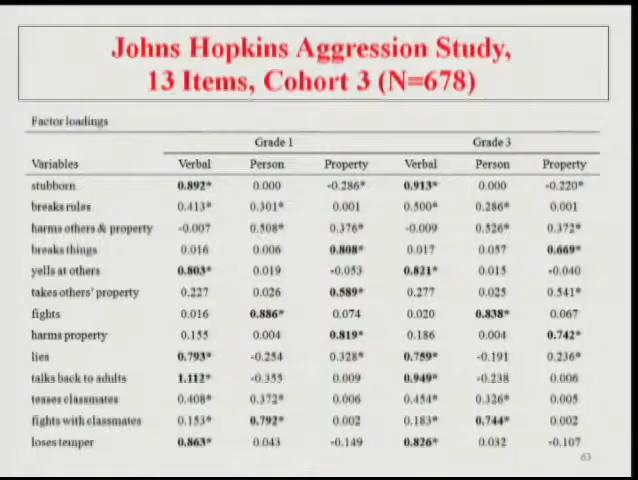 Johns Hopkins Aggression Study,
13 Items, Cohort 3 (N=678)
Factor loadings
Grade 1 Grade 3
Variables Verbal Person Property Verbal Person Property
stubborn 0.892* 0.000 -0.286* 0.913* 0.000 -0.220*
breaks rules 0.413* 0.301* 0.001 0.500* 0.286* 0.001
harms others & property -0.007 0.508* 0.376* -0.009 0.526* 0.372*
breaks things 0.016 0.006 0.808* 0.017 0.057 0.669*
yells at others 0.803* 0.019 -0.053 0.821* 0.015 -0.040
takes others' property 0.227 0.026 0.589* 0.277 0.025 0.541*
fights 0.016 0.886* 0.074 0.020 0.838* 0.067
harms property 0.155 0.004 0.819* 0.186 0.004 0.742*
lies 0.793* -0.254 0.328* 0.759* -0.191 0.236*
talks back to adults 1.112* -0.355 0.009 0.949* -0.238 0.006
teases classmates 0.408* 0.372* 0.006 0.454* 0.326* 0.005
fights with classmates 0.153* 0.792* 0.002 0.183* 0.744* 0.002
loses temper 0.863* 0.043 -0.149 0.826* 0.032 -0.107
63